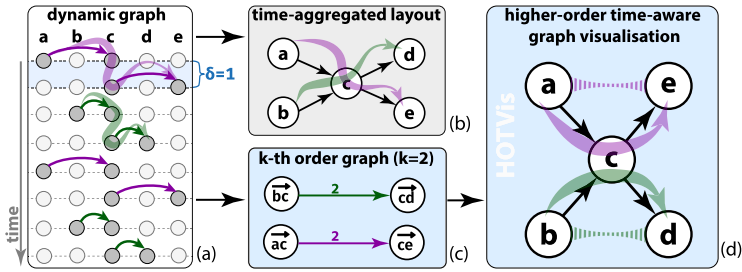 dynamic graph
a b c d e
δ=1
time
(a)
time-aggregated layout
a
d
c
b
e
(b)
k-th order graph (k=2)
bc
2
cd
ac
2
ce
(c)
higher-order time-aware
graph visualisation
HOTVis
a
e
c
b
d
(d)